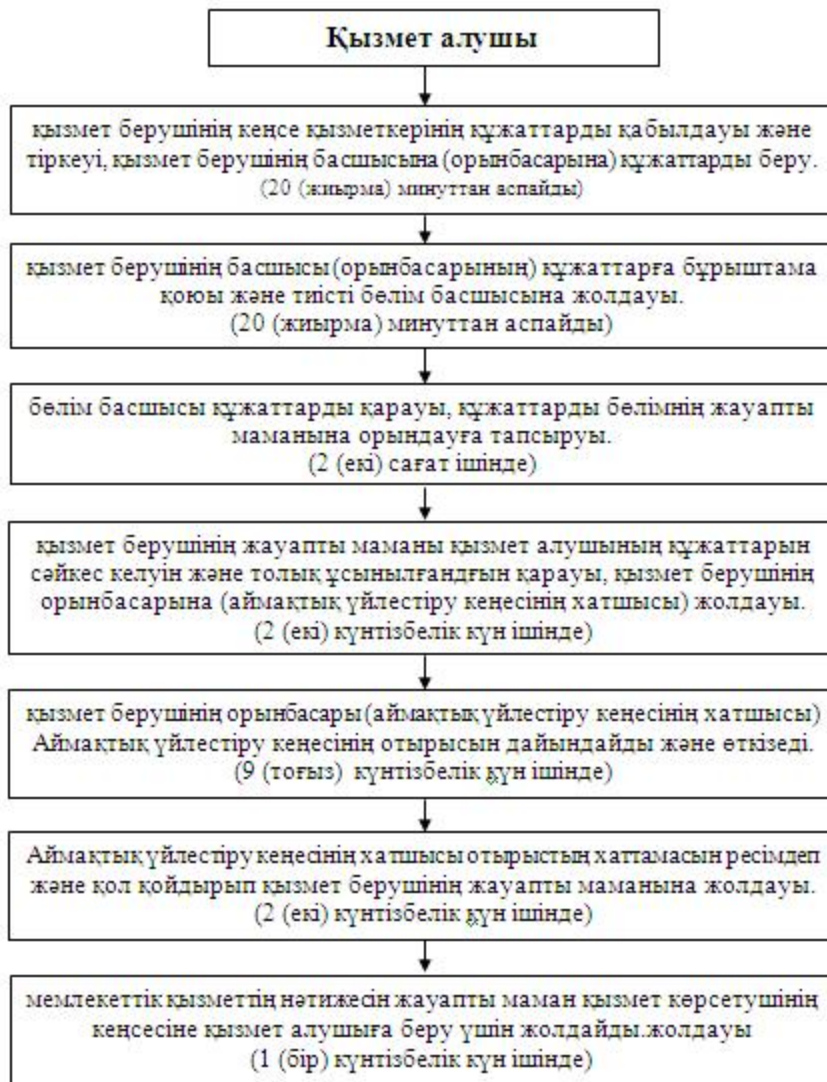 Қызмет алушы
қызмет берушінің кеңсе қызметкерінің құжаттарды қабылдауы және
тіркеуі, қызмет берушінің басшысына (орынбасарына) құжаттарды беру.
(20 (жиырма) минуттан аспайды)
қызмет берушінің басшысы (орынбасарының) құжаттарға бұрыштама
қоюы және тиісті бөлім басшысына жолдауы.
(20 (жиырма) минуттан аспайды)
бөлім басшысы құжаттарды қарауы, құжаттарды бөлімнің жауапты
маманына орындауға тапсыруы.
(2 (екі) сағат ішінде)
қызмет берушінің жауапты маманы қызмет алушының құжаттарын
сәйкес келуін және толық ұсынылғандғын қарауы, қызмет берушінің
орынбасарына (аймақтық үйлестіру кеңесінің хатшысы) жолдауы.
(2 (екі) күнтізбелік күн ішінде)
қызмет берушінің орынбасары (аймақтық үйлестіру кеңесінің хатшысы)
Аймақтық үйлестіру кеңесінің отырысын дайындайды және өткізеді.
(9 (тоғыз) күнтізбелік күн ішінде)
Аймақтық үйлестіру кеңесінің хатшысы отырыстың хаттамасын ресімдеп
және қол қойдырып қызмет берушінің жауапты маманына жолдауы.
(2 (екі) күнтізбелік күн ішінде)
мемлекеттік қызметтің нәтижесін жауапты маман қызмет көрсетушінің
кеңсесіне қызмет алушыға беру үшін жолдайды.жолдауы
(1 (бір) күнтізбелік күн ішінде)